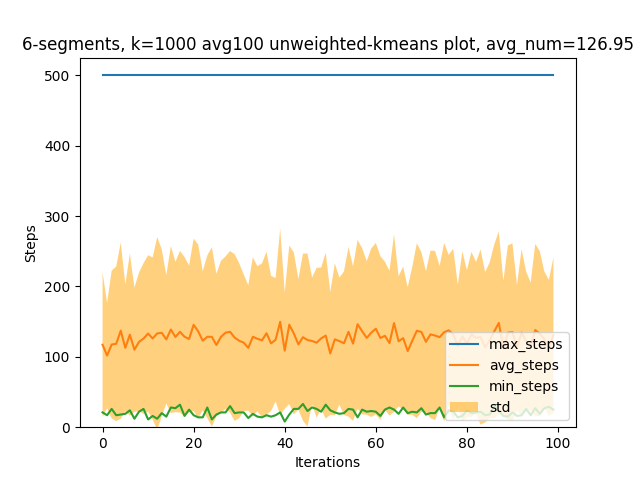 6-segments, k=1000 avg100 unweighted-kmeans plot, avg_num=126.95
500
400
300
200
100
0
Steps
0 20 40 60 80 100
Iterations
max_steps
avg_steps
min_steps
std